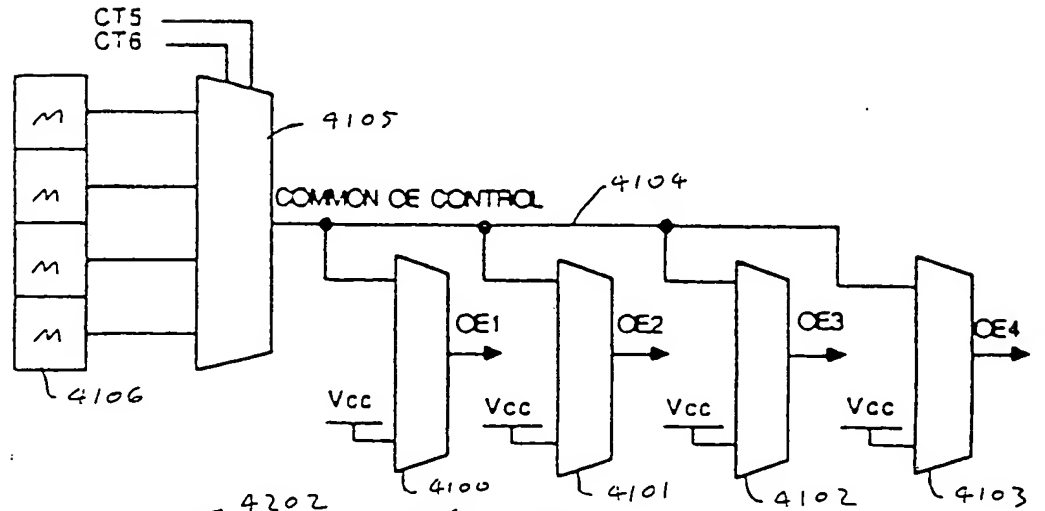 CT5
CT6
M
M
M
M
4105
4106
COMMON OE CONTROL
4104
OE1
OE2
OE3
OE4
Vcc
Vcc
Vcc
Vcc
4100
4101
4102
4103
4202